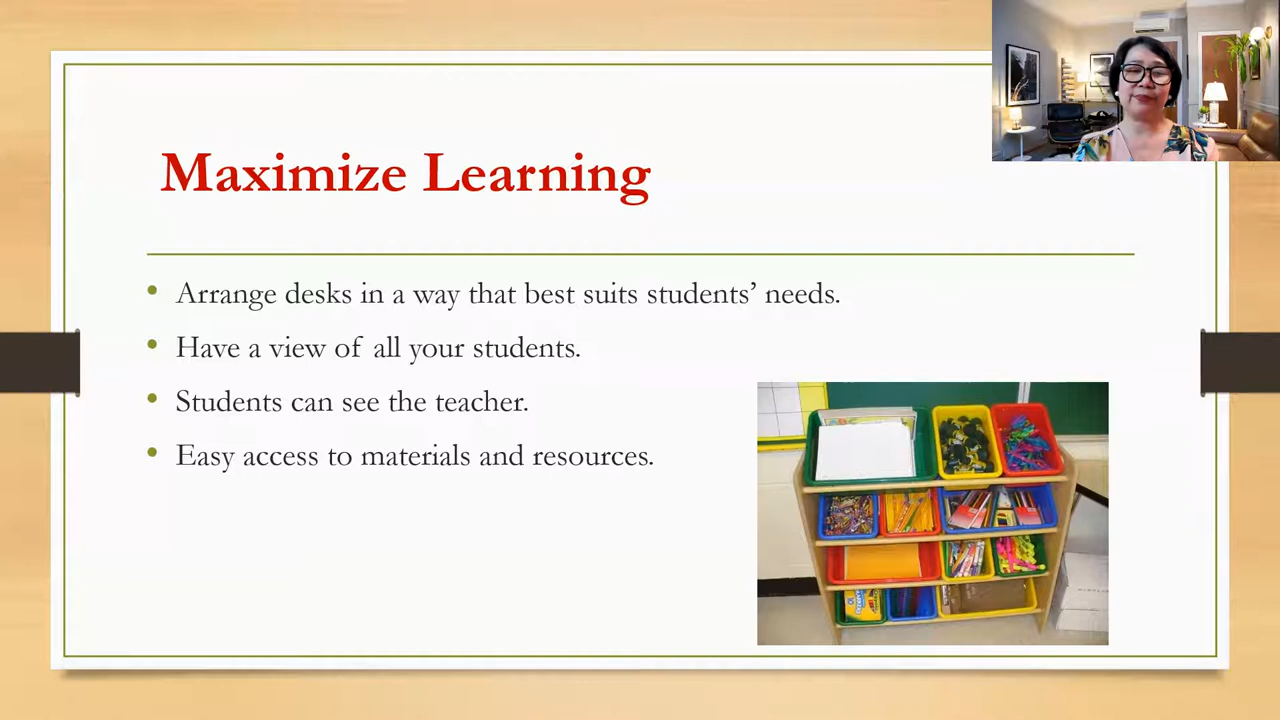 Maximize Learning
• Arrange desks in a way that best suits students’ needs.
• Have a view of all your students.
• Students can see the teacher.
• Easy access to materials and resources.